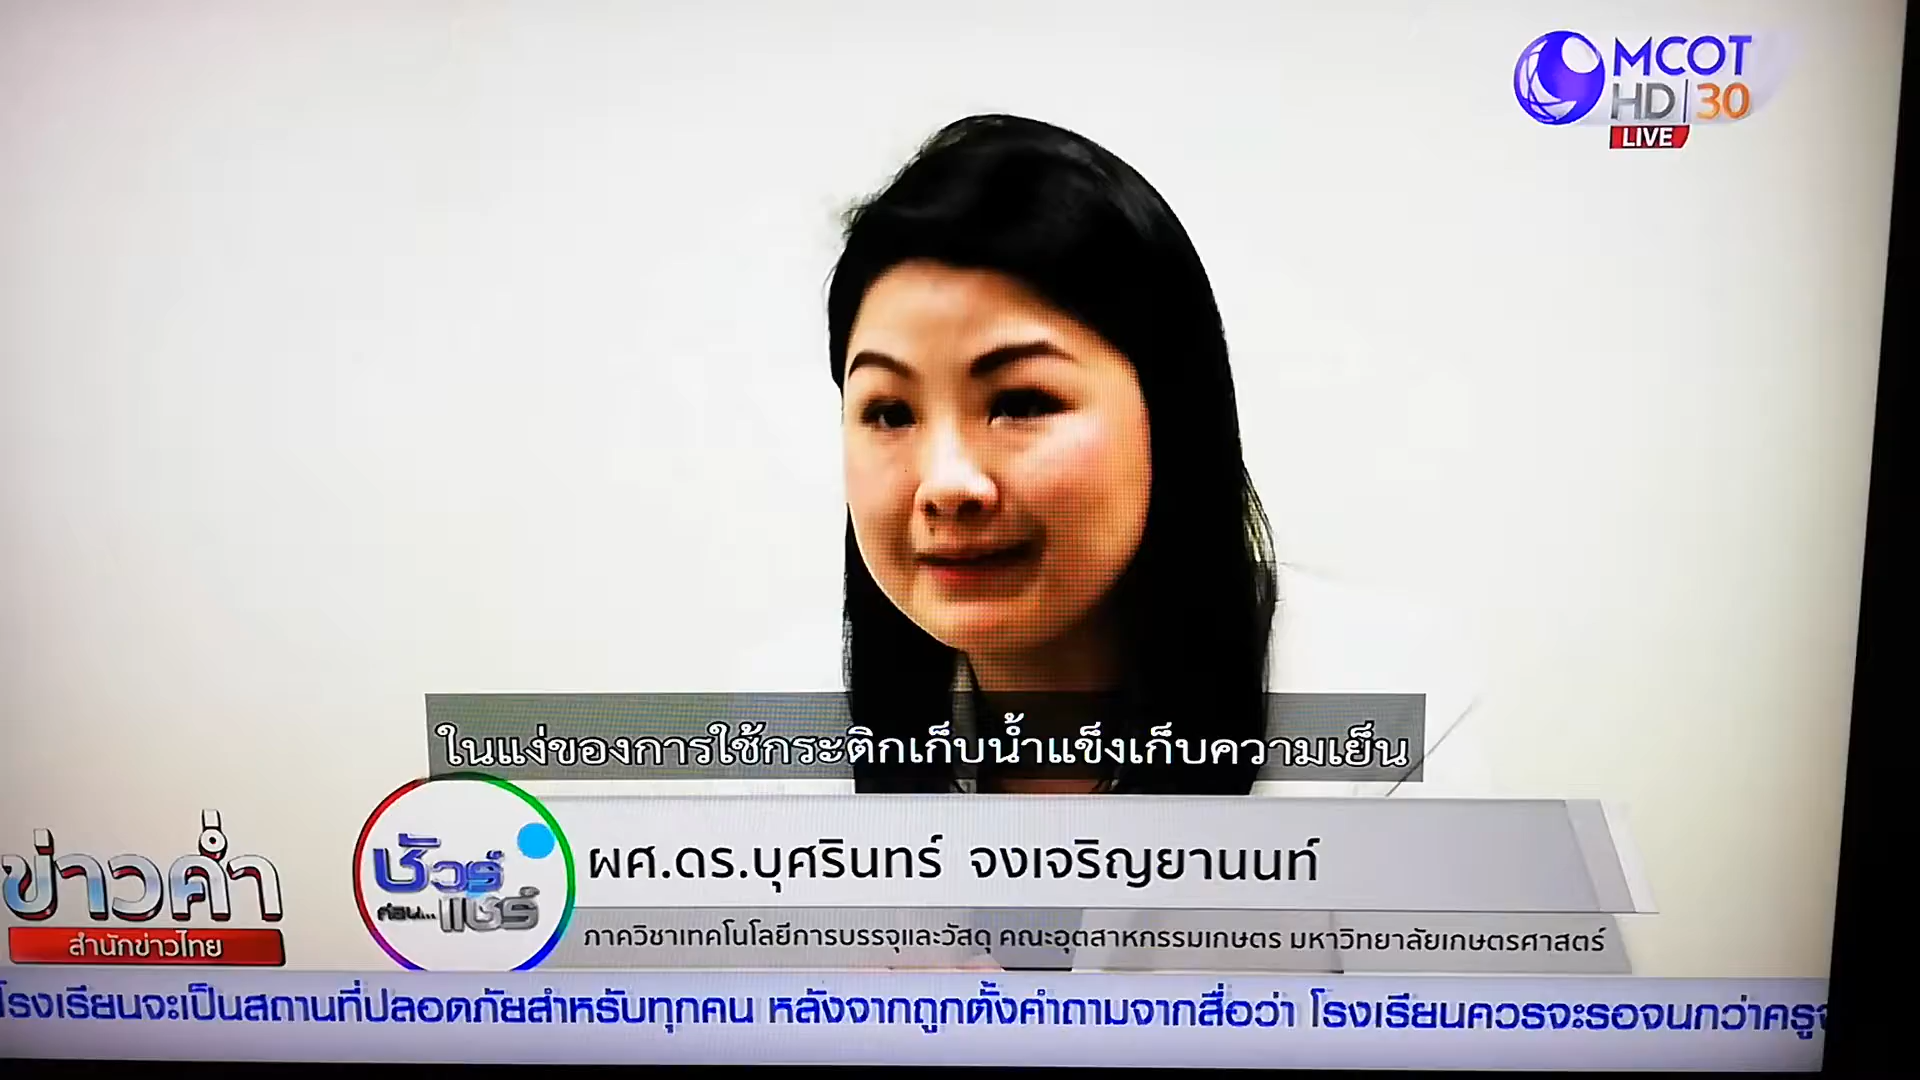 MCOT
HD 30
LIVE
ในแง่ของการใช้กระติกเก็บน้ำแข็งเก็บความเย็น
ข่าวค่ำ
สำนักข่าวไทย
ชัวร์
ก่อน...
แชร์
ผศ.ดร.บุศรินทร์ จงเจริญยานนท์
ภาควิชาเทคโนโลยีการบรรจุและวัสดุ คณะอุตสาหกรรมเกษตร มหาวิทยาลัยเกษตรศาสตร์
โรงเรียนจะเป็นสถานที่ปลอดภัยสำหรับทุกคน หลังจากถูกตั้งคำถามจากสื่อว่า โรงเรียนควรจะรอจนกว่าครู